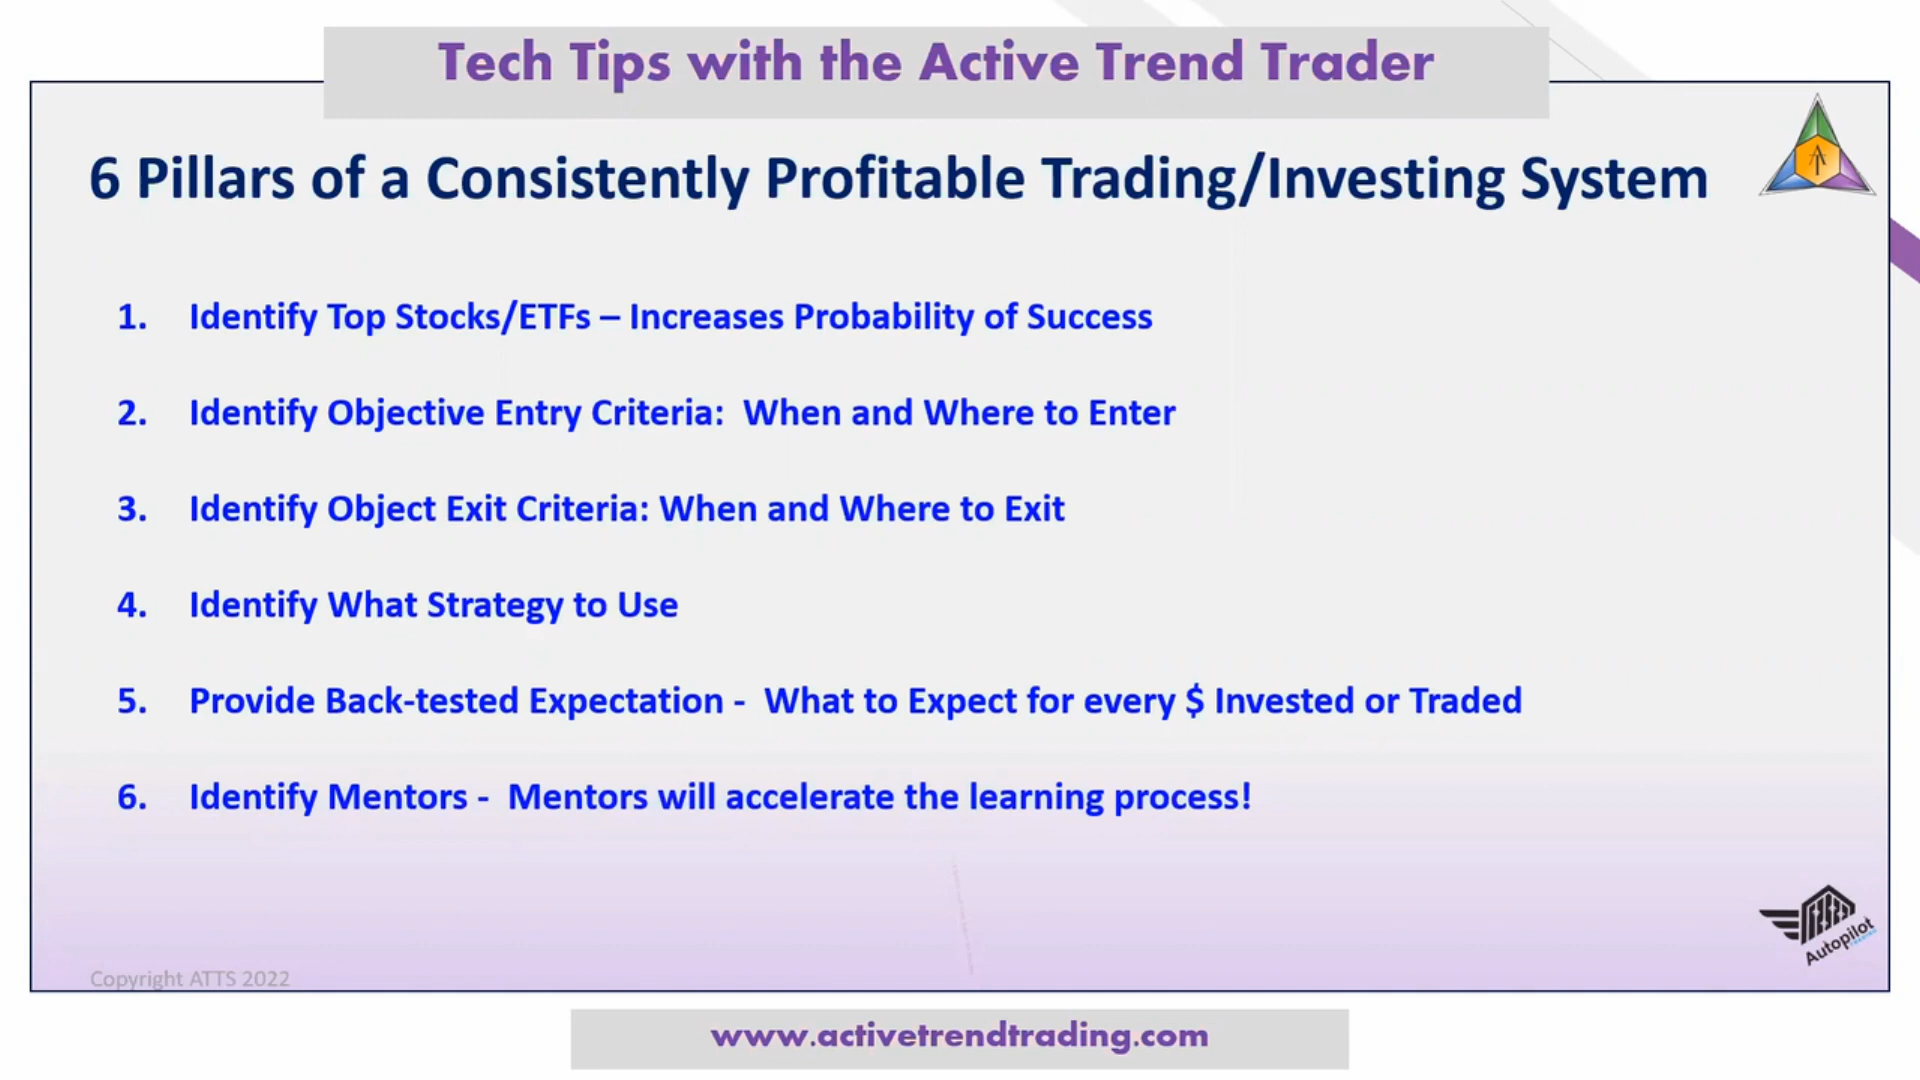 Tech Tips with the Active Trend Trader
6 Pillars of a Consistently Profitable Trading/Investing System
1. Identify Top Stocks/ETFs – Increases Probability of Success
2. Identify Objective Entry Criteria:  When and Where to Enter
3. Identify Object Exit Criteria: When and Where to Exit
4. Identify What Strategy to Use
5. Provide Back-tested Expectation -  What to Expect for every $ Invested or Traded
6. Identify Mentors -  Mentors will accelerate the learning process!
Autopilot
Copyright ATTS 2022
www.activetrendtrading.com